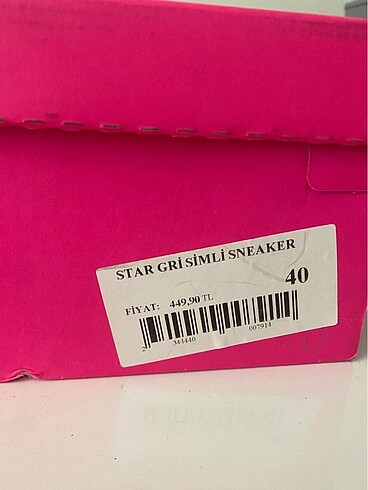 STAR GRİ SİMLİ SNEAKER
40
FİYAT: 449,90 TL
2 344440 007914